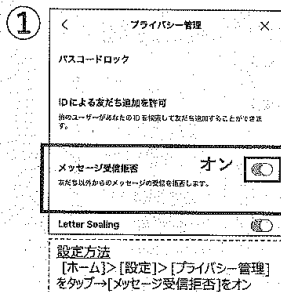 ①
< プライバシー管理 ×
パスコードロック
IDによる友だち追加を許可
他のユーザーがあなたのIDを検索して友だち追加することができま
す。
メッセージ受信拒否 オン
友だち以外からのメッセージの受信を拒否します。
Letter Sealing
設定方法
[ホーム]>[設定]>[プライバシー管理]
をタップ→[メッセージ受信拒否]をオン